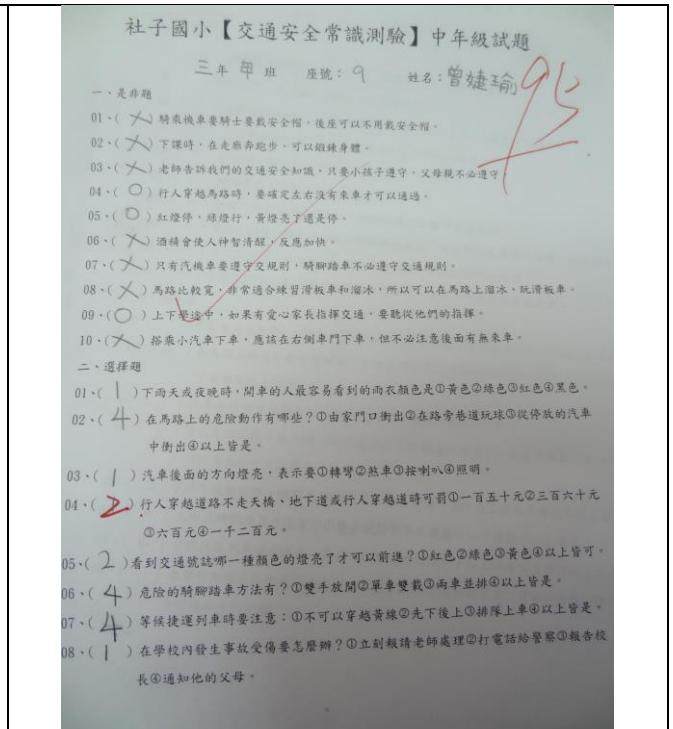 社子國小【交通安全常識測驗】中年級試題
三年 甲 班 座號：9 姓名：曾婕瑜
95
一、是非題
01、(╳)騎乘機車要騎士要戴安全帽，後座可以不用戴安全帽。
02、(╳)下課時，在走廊奔跑步，可以鍛鍊身體。
03、(╳)老師告訴我們的交通安全知識，只要小孩子遵守，父母親不必遵守
04、(○)行人穿越馬路時，要確定左右沒有來車才可以通過。
05、(○)紅燈停，綠燈行，黃燈亮了還是停。
06、(╳)酒精會使人神智清醒，反應加快。
07、(╳)只有汽機車要遵守交規則，騎腳踏車不必遵守交通規則。
08、(╳)馬路比較寬，非常適合練習滑板車和溜冰，所以可以在馬路上溜冰、玩滑板車。
09、(○)上下學途中，如果有愛心家長指揮交通，要聽從他們的指揮。
10、(╳)搭乘小汽車下車，應該在右側車門下車，但不必注意後面有無來車。
二、選擇題
01、(1)下雨天或夜晚時，開車的人最容易看到的雨衣顏色是①黃色②綠色③紅色④黑色。
02、(4)在馬路上的危險動作有哪些？①由家門口衝出②在路旁巷道玩球③從停放的汽車
中衝出④以上皆是。
03、(1)汽車後面的方向燈亮，表示要①轉彎②煞車③按喇叭④照明。
04、(2)行人穿越道路不走天橋、地下道或行人穿越道時可罰①一百五十元②三百六十元
③六百元④一千二百元。
05、(2)看到交通號誌哪一種顏色的燈亮了才可以前進？①紅色②綠色③黃色④以上皆可。
06、(4)危險的騎腳踏車方法有？①雙手放開②單車雙載③兩車並排④以上皆是。
07、(4)等候捷運列車時要注意：①不可以穿越黃線②先下後上③排隊上車④以上皆是。
08、(1)在學校內發生事故受傷要怎麼辦？①立刻報請老師處理②打電話給警察③報告校
長④通知他的父母。